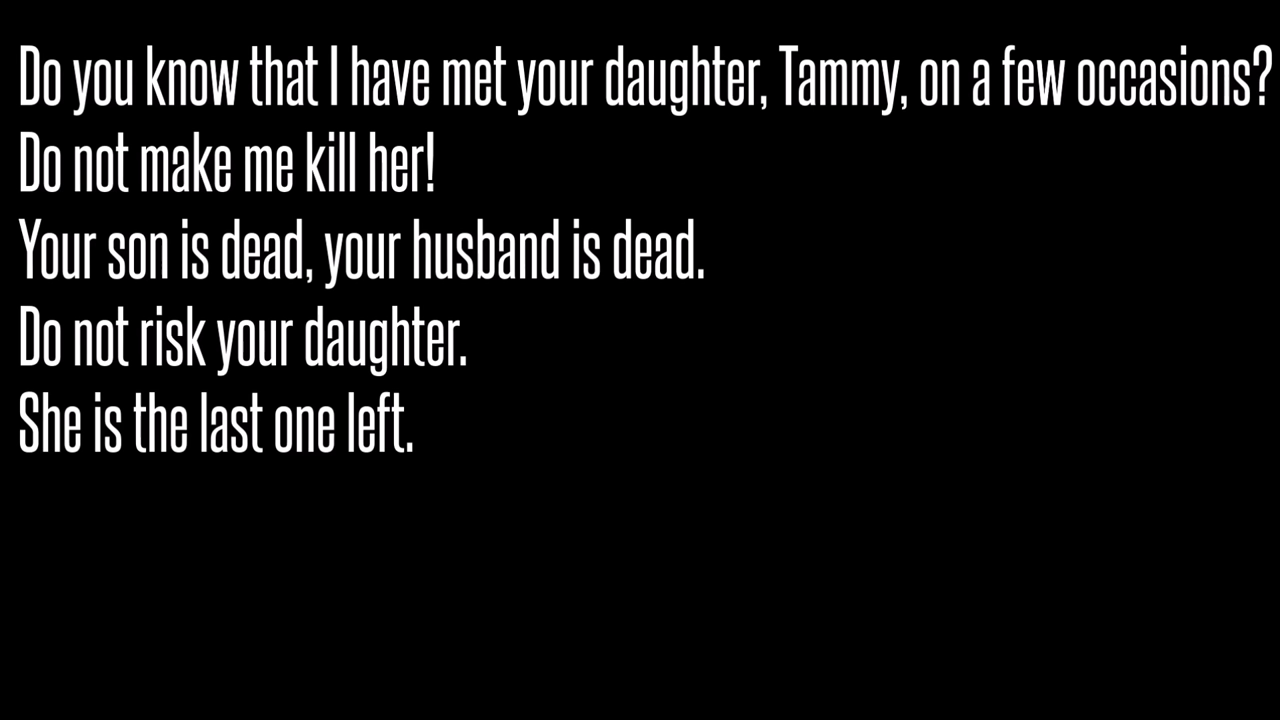 Do you know that I have met your daughter, Tammy, on a few occasions?
Do not make me kill her!
Your son is dead, your husband is dead.
Do not risk your daughter.
She is the last one left.